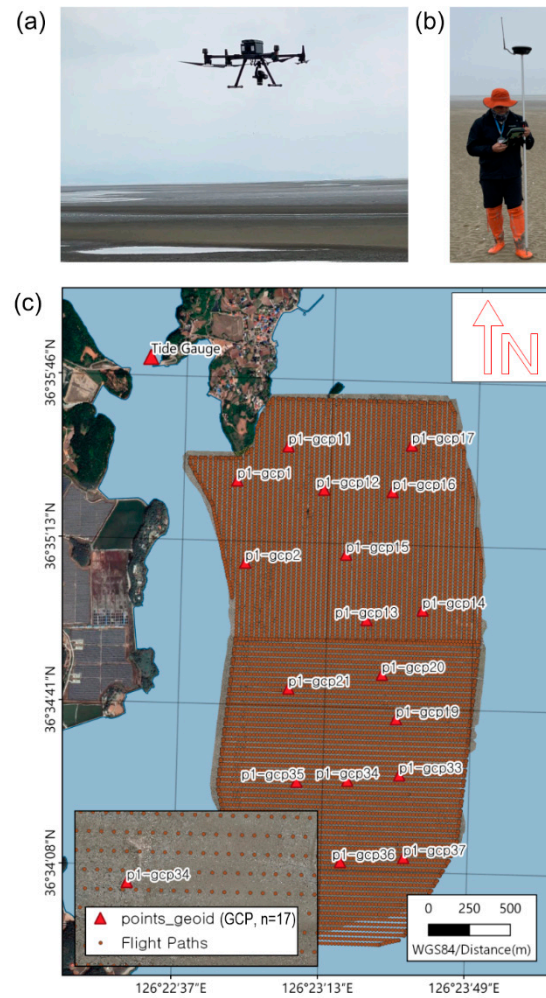 (a)
(b)
(c)
N
Tide Gauge
36°35'46"N
p1-gcp11
p1-gcp17
p1-gcp1
p1-gcp12
p1-gcp16
36°35'13"N
p1-gcp2
p1-gcp15
p1-gcp13
p1-gcp14
36°34'41"N
p1-gcp21
p1-gcp20
p1-gcp19
p1-gcp35
p1-gcp34
p1-gcp33
36°34'08"N
p1-gcp34
p1-gcp36
p1-gcp37
points_geoid (GCP, n=17)
Flight Paths
0 250 500
WGS84/Distance(m)
126°22'37"E
126°23'13"E
126°23'49"E